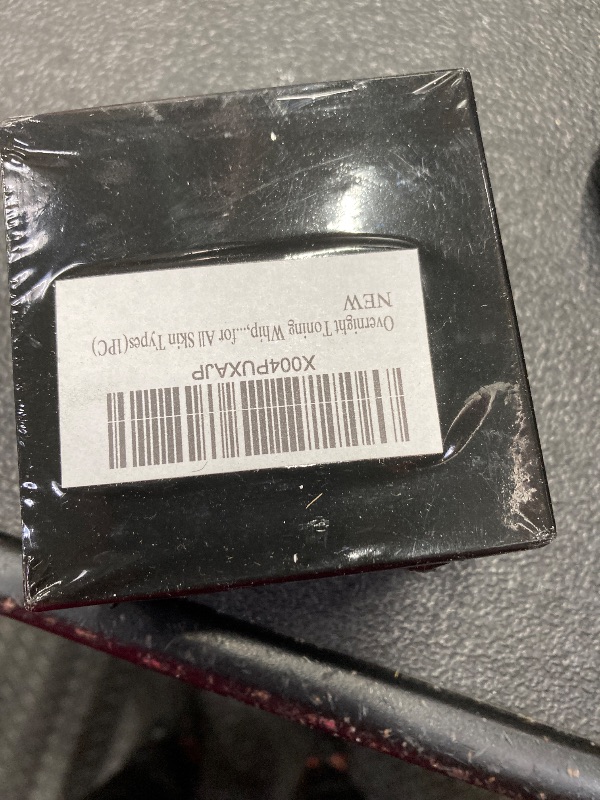 X004PUXAJP
Overnight Toning Whip,...for All Skin Types(1PC)
NEW